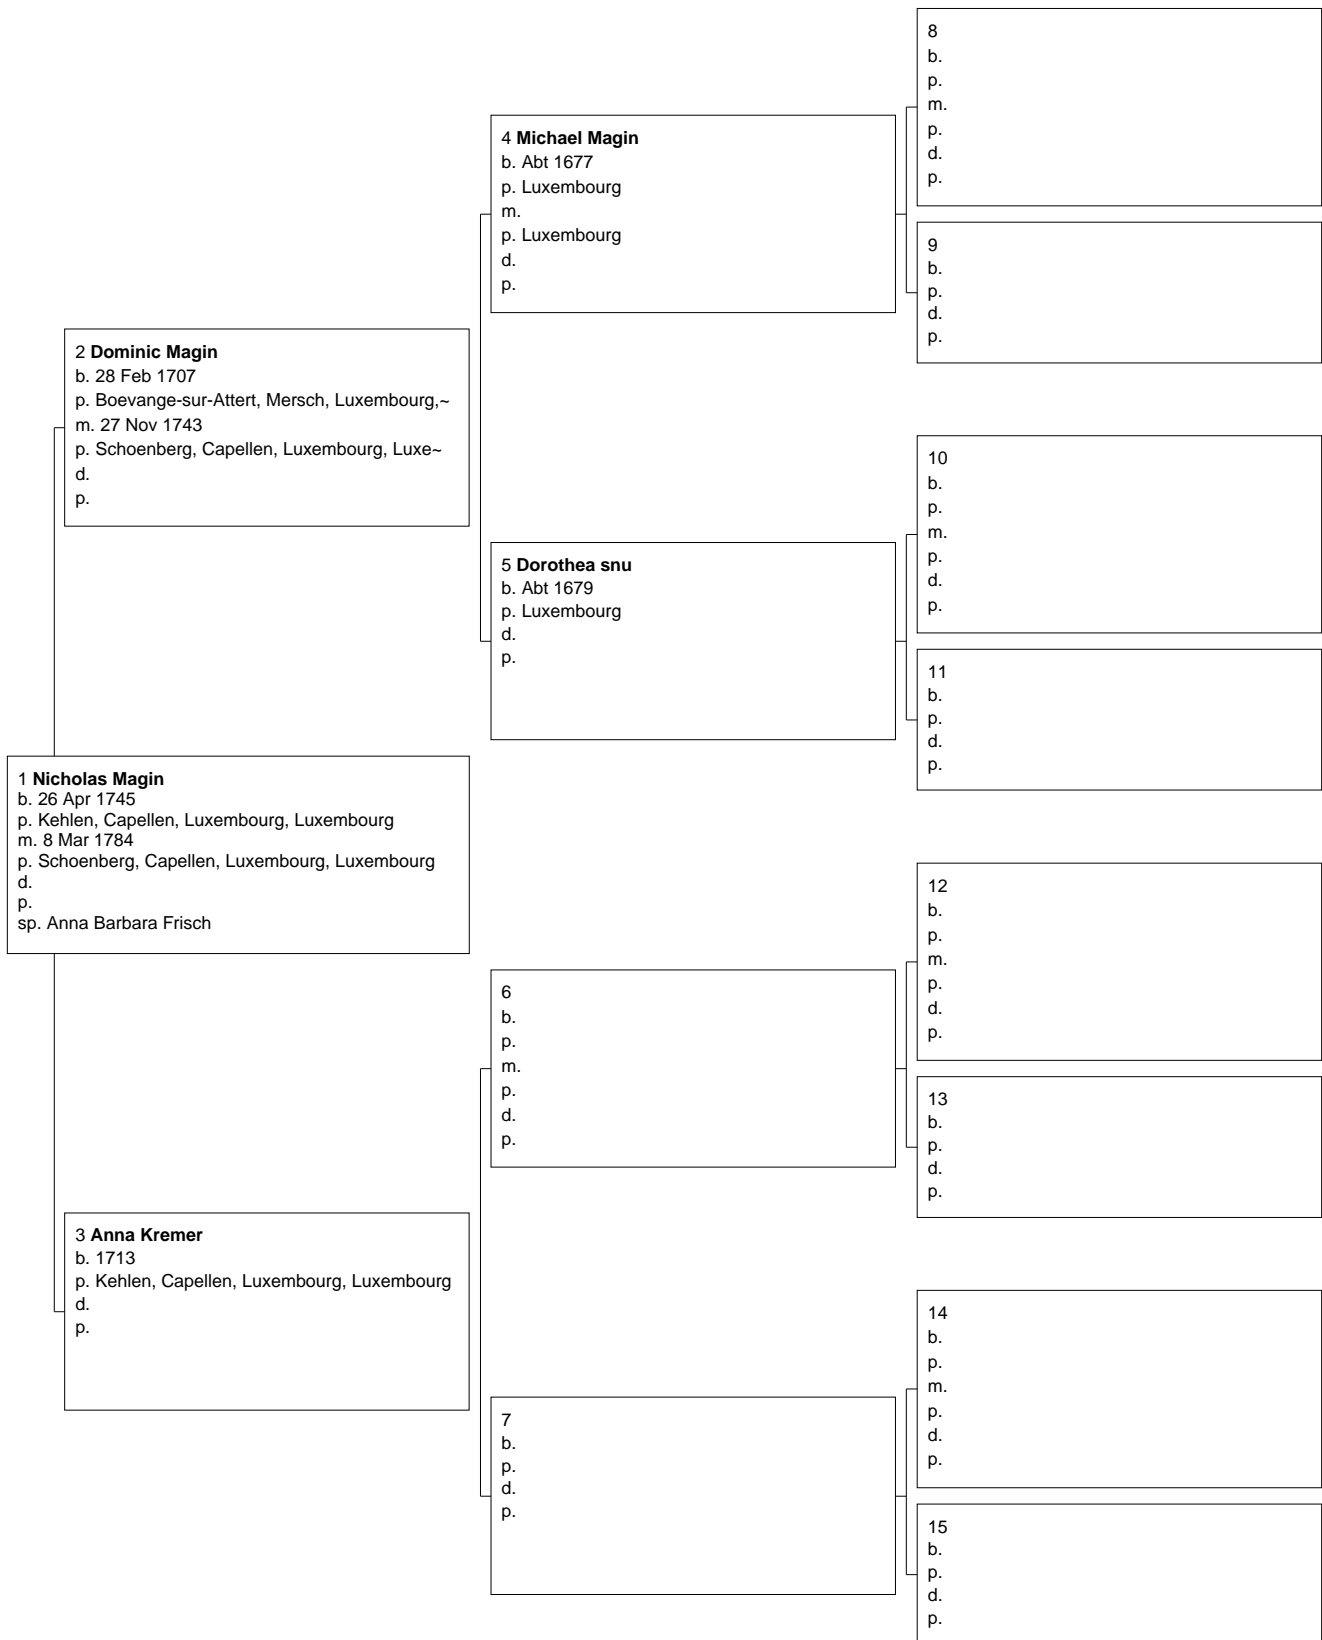 8
b.
p.
m.
p.
d.
p.
4 Michael Magin
b. Abt 1677
p. Luxembourg
m.
p. Luxembourg
d.
p.
9
b.
p.
d.
p.
2 Dominic Magin
b. 28 Feb 1707
p. Boevange-sur-Attert, Mersch, Luxembourg,~
m. 27 Nov 1743
p. Schoenberg, Capellen, Luxembourg, Luxe~
d.
p.
10
b.
p.
m.
p.
d.
p.
5 Dorothea snu
b. Abt 1679
p. Luxembourg
d.
p.
11
b.
p.
d.
p.
1 Nicholas Magin
b. 26 Apr 1745
p. Kehlen, Capellen, Luxembourg, Luxembourg
m. 8 Mar 1784
p. Schoenberg, Capellen, Luxembourg, Luxembourg
d.
p.
sp. Anna Barbara Frisch
12
b.
p.
m.
p.
d.
p.
6
b.
p.
m.
p.
d.
p.
13
b.
p.
d.
p.
3 Anna Kremer
b. 1713
p. Kehlen, Capellen, Luxembourg, Luxembourg
d.
p.
14
b.
p.
m.
p.
d.
p.
7
b.
p.
d.
p.
15
b.
p.
d.
p.